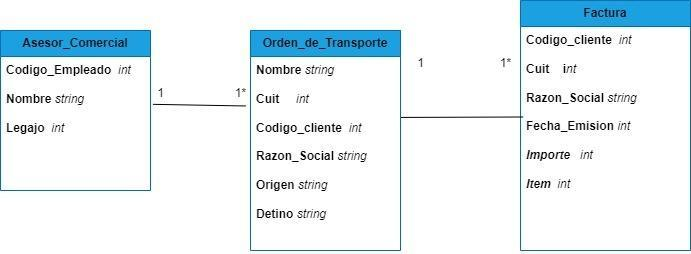 Asesor_Comercial
Codigo_Empleado int
Nombre string
Legajo int
1
1*
Orden_de_Transporte
Nombre string
Cuit int
Codigo_cliente int
Razon_Social string
Origen string
Detino string
1
1*
Factura
Codigo_cliente int
Cuit int
Razon_Social string
Fecha_Emision int
Importe int
Item int